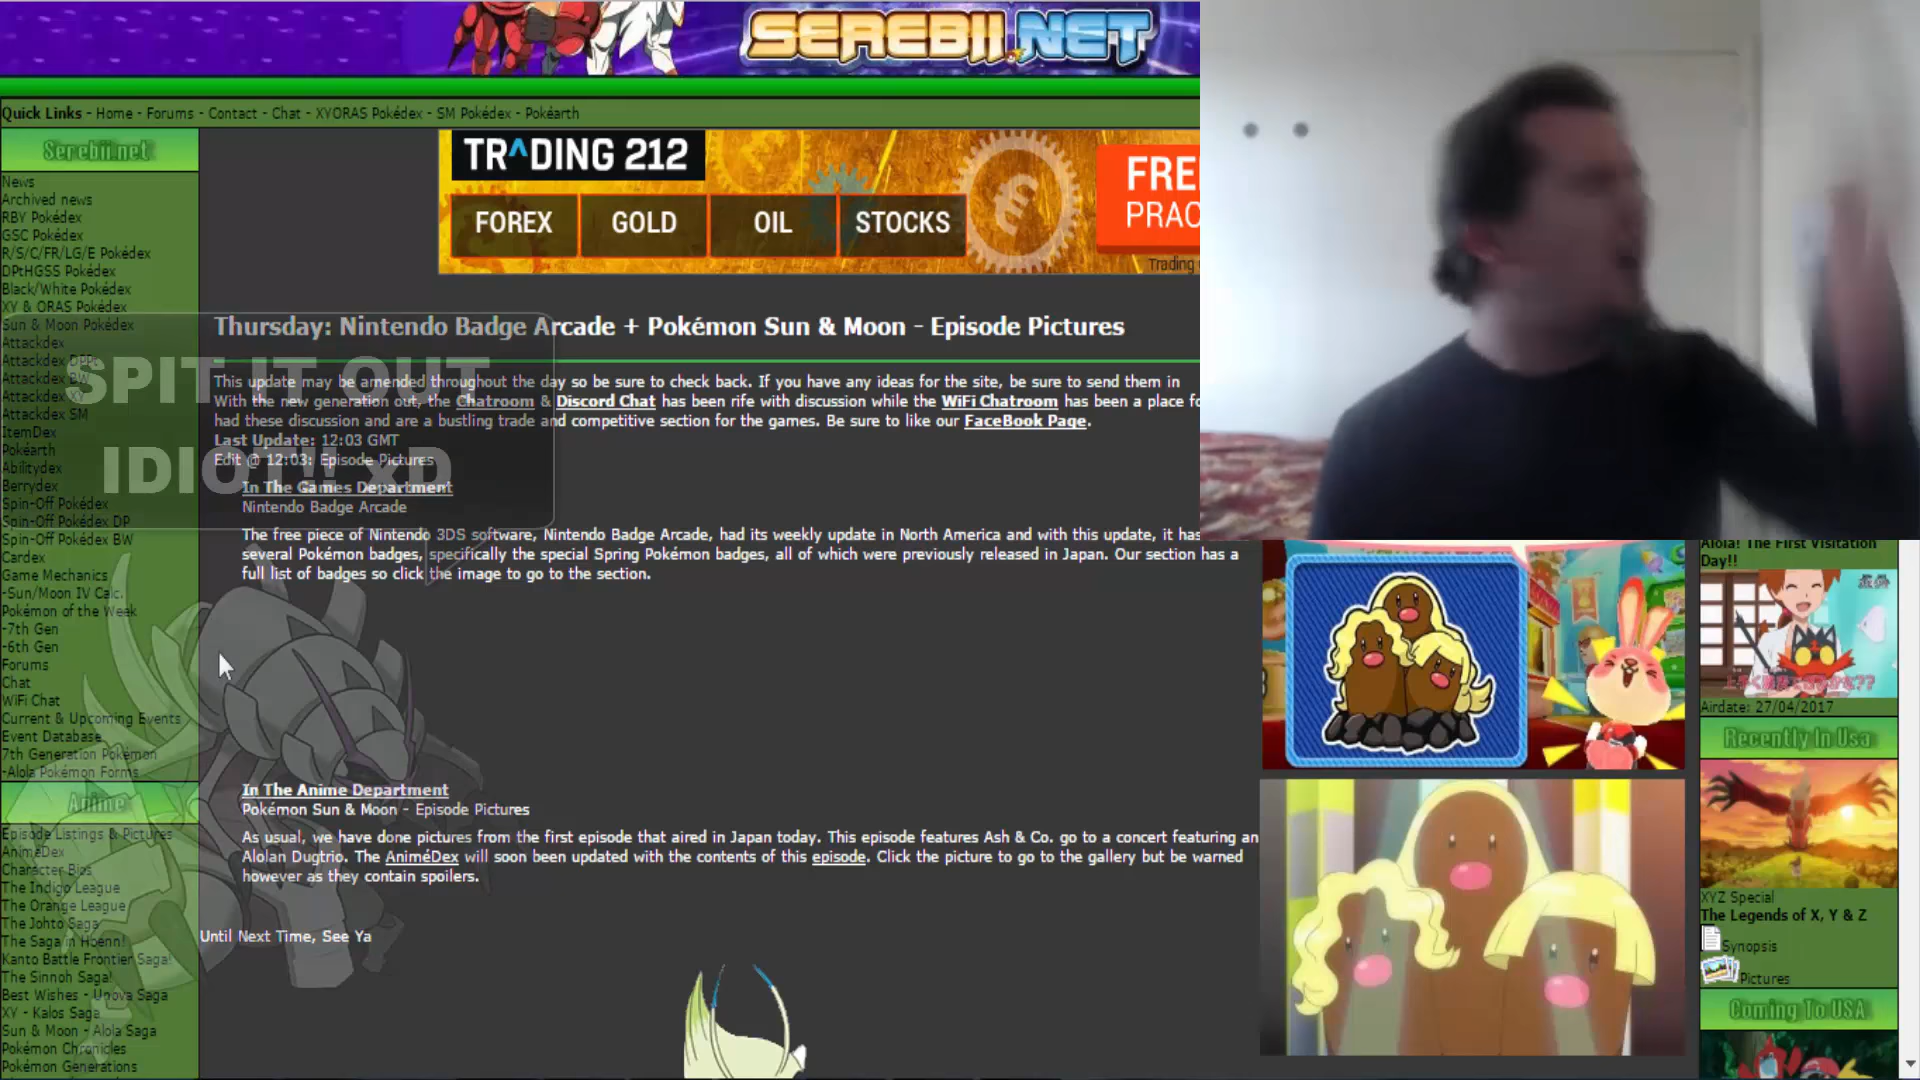 SEREBII.NET
Quick Links - Home - Forums - Contact - Chat - XYORAS Pokédex - SM Pokédex - Pokéarth
Serebii.net
News
Archived news
RBY Pokédex
GSC Pokédex
R/S/C/FR/LG/E Pokédex
DPtHGSS Pokédex
Black/White Pokédex
XY & ORAS Pokédex
Sun & Moon Pokédex
Attackdex
Attackdex DPPt
Attackdex BW
Attackdex XY
Attackdex SM
ItemDex
Pokéarth
Abilitydex
Berrydex
Spin-Off Pokédex
Spin-Off Pokédex DP
Spin-Off Pokédex BW
Cardex
Game Mechanics
-Sun/Moon IV Calc.
Pokémon of the Week
-7th Gen
-6th Gen
Forums
Chat
WiFi Chat
Current & Upcoming Events
Event Database
7th Generation Pokémon
-Alola Pokémon Forms
Anime
Episode Listings & Pictures
AniméDex
Character Bios
The Indigo League
The Orange League
The Johto Saga
The Saga in Hoenn!
Kanto Battle Frontier Saga!
The Sinnoh Saga!
Best Wishes - Unova Saga
XY - Kalos Saga
Sun & Moon - Alola Saga
Pokémon Chronicles
Pokémon Generations
SPIT IT OUT
IDIOT!! xD
TR^DING 212
FOREX GOLD OIL STOCKS
FREE
PRAC
Trading
Thursday: Nintendo Badge Arcade + Pokémon Sun & Moon - Episode Pictures
This update may be amended throughout the day so be sure to check back. If you have any ideas for the site, be sure to send them in
With the new generation out, the Chatroom & Discord Chat has been rife with discussion while the WiFi Chatroom has been a place fo
had these discussion and are a bustling trade and competitive section for the games. Be sure to like our FaceBook Page.
Last Update: 12:03 GMT
Edit @ 12:03: Episode Pictures
In The Games Department
Nintendo Badge Arcade
The free piece of Nintendo 3DS software, Nintendo Badge Arcade, had its weekly update in North America and with this update, it has
several Pokémon badges, specifically the special Spring Pokémon badges, all of which were previously released in Japan. Our section has a
full list of badges so click the image to go to the section.
In The Anime Department
Pokémon Sun & Moon - Episode Pictures
As usual, we have done pictures from the first episode that aired in Japan today. This episode features Ash & Co. go to a concert featuring an
Alolan Dugtrio. The AniméDex will soon been updated with the contents of this episode. Click the picture to go to the gallery but be warned
however as they contain spoilers.
Until Next Time, See Ya
Alola! The First Visitation
Day!!
Airdate: 27/04/2017
Recently In Usa
XYZ Special
The Legends of X, Y & Z
Synopsis
Pictures
Coming To USA